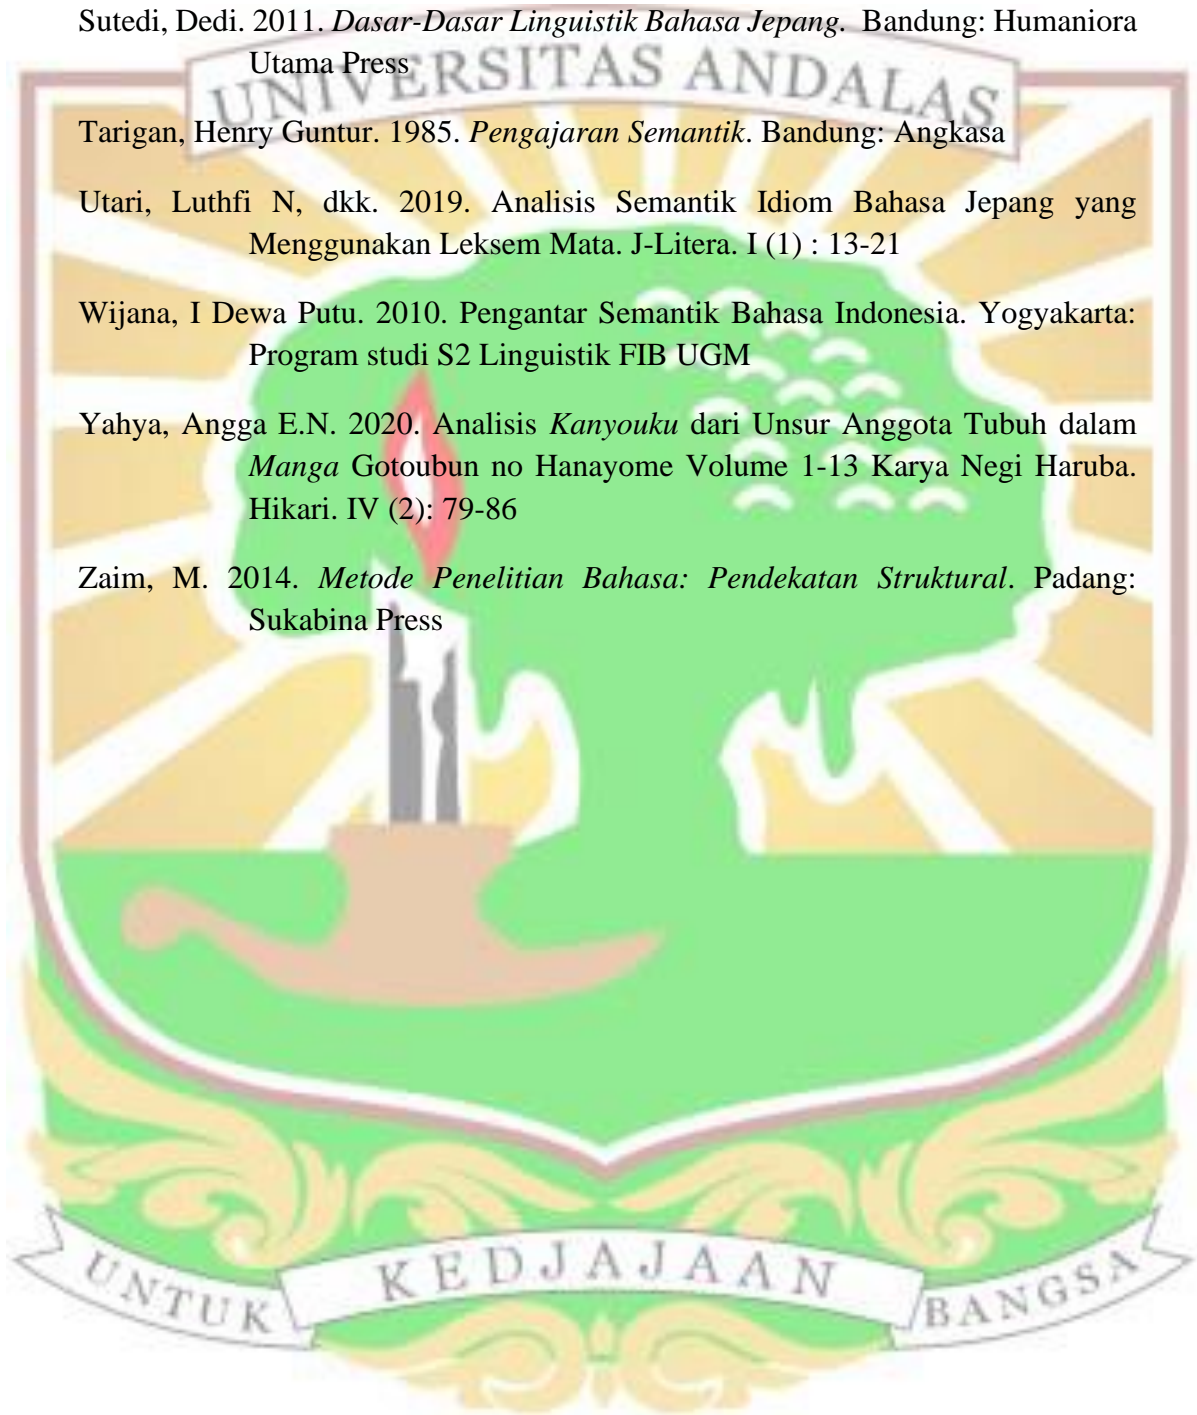 Sutedi, Dedi. 2011. Dasar-Dasar Linguistik Bahasa Jepang. Bandung: Humaniora
Utama Press
UNIVERSITAS ANDALAS
Tarigan, Henry Guntur. 1985. Pengajaran Semantik. Bandung: Angkasa
Utari, Luthfi N, dkk. 2019. Analisis Semantik Idiom Bahasa Jepang yang
Menggunakan Leksem Mata. J-Litera. I (1) : 13-21
Wijana, I Dewa Putu. 2010. Pengantar Semantik Bahasa Indonesia. Yogyakarta:
Program studi S2 Linguistik FIB UGM
Yahya, Angga E.N. 2020. Analisis Kanyouku dari Unsur Anggota Tubuh dalam
Manga Gotoubun no Hanayome Volume 1-13 Karya Negi Haruba.
Hikari. IV (2): 79-86
Zaim, M. 2014. Metode Penelitian Bahasa: Pendekatan Struktural. Padang:
Sukabina Press
UNTUK KEDJAJAAN BANGSA